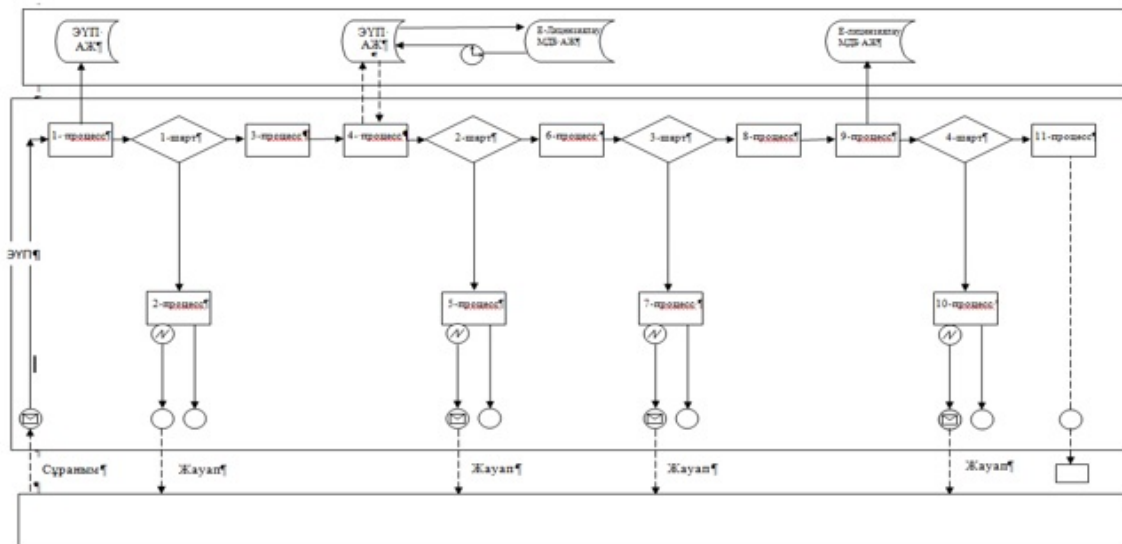 ЭҮП
АЖ¶
ЭҮП
АЖ¶
Е-Лицензиялау
МДБ АЖ¶
Е-лицензиялау
МДБ АЖ¶
1- процесс¶
1-шарт¶
3-процесс¶
4- процесс¶
2-шарт¶
6-процесс¶
3-шарт¶
8-процесс¶
9-процесс¶
4-шарт¶
11-процесс¶
ЭҮП¶
2-процесс¶
5-процесс¶
7-процесс¶
10-процесс¶
Сұраным¶
Жауап¶
Жауап¶
Жауап¶
Жауап¶